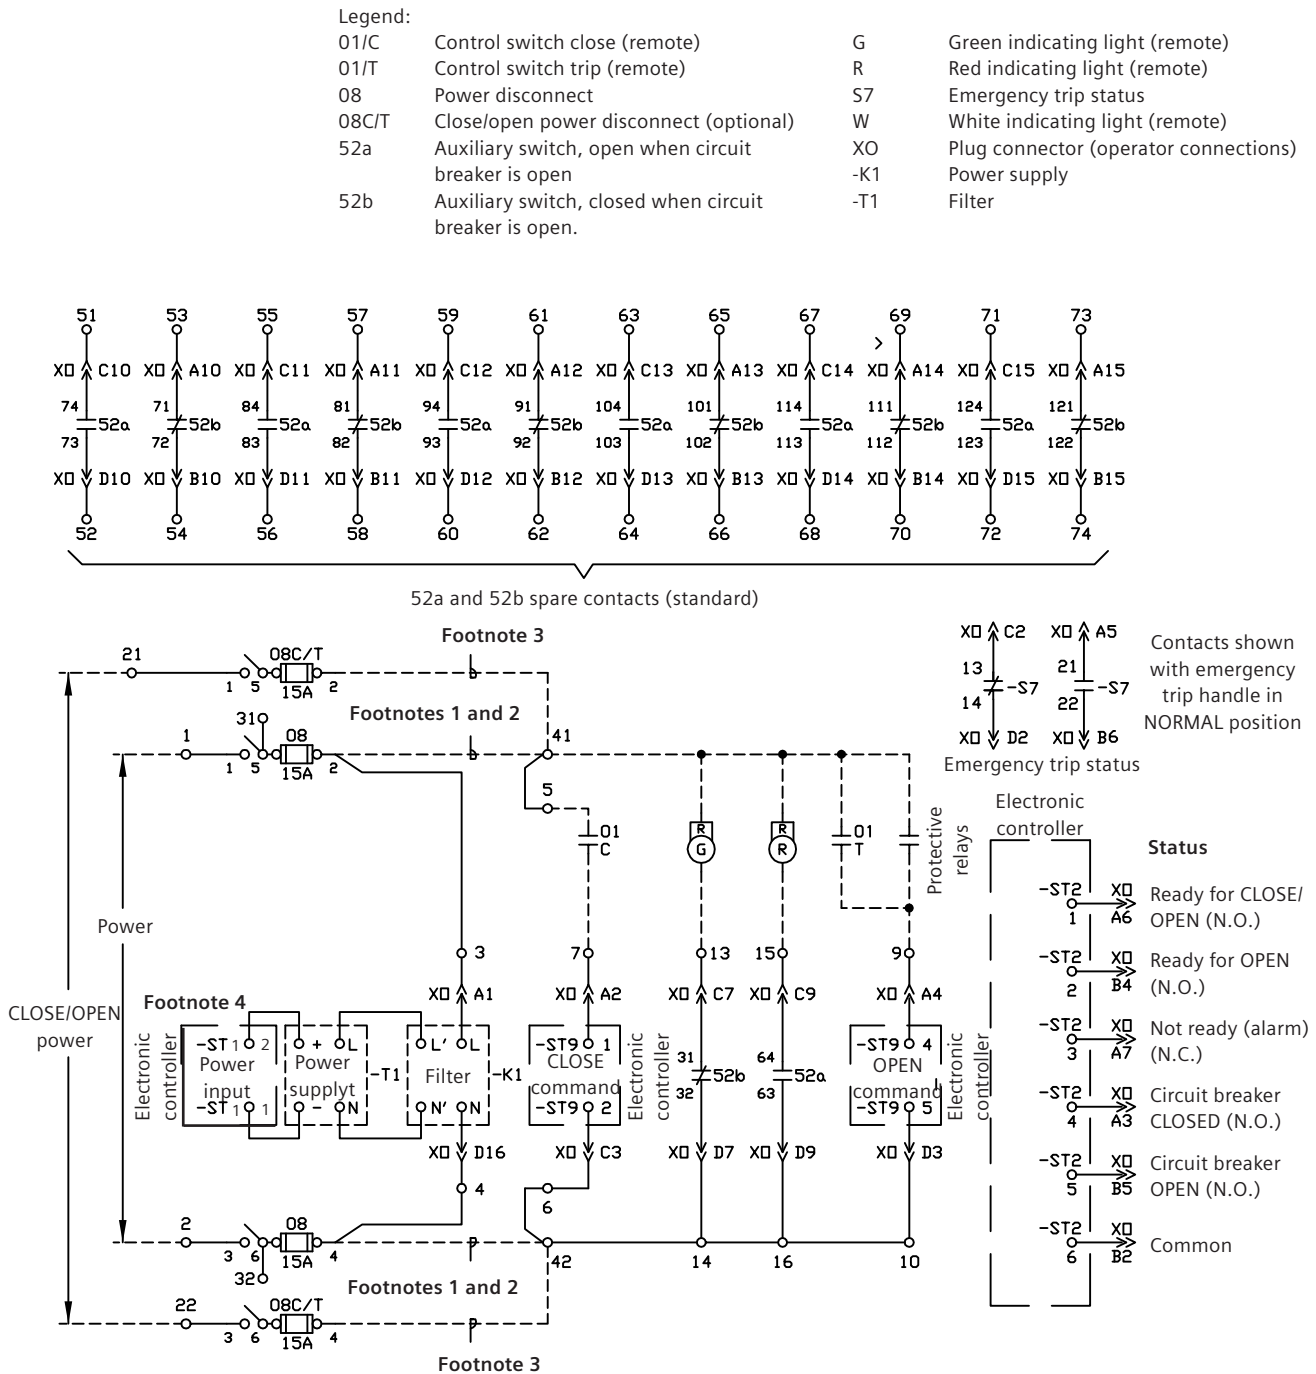 Legend:
01/C Control switch close (remote)
01/T Control switch trip (remote)
08 Power disconnect
08C/T Close/open power disconnect (optional)
52a Auxiliary switch, open when circuit
breaker is open
52b Auxiliary switch, closed when circuit
breaker is open.
G Green indicating light (remote)
R Red indicating light (remote)
S7 Emergency trip status
W White indicating light (remote)
XO Plug connector (operator connections)
-K1 Power supply
-T1 Filter
51 53 55 57 59 61 63 65 67 69 71 73
XO C10 XO A10 XO C11 XO A11 XO C12 XO A12 XO C13 XO A13 XO C14 XO A14 XO C15 XO A15
74 71 84 81 94 91 104 101 114 111 124 121
52a 52b 52a 52b 52a 52b 52a 52b 52a 52b 52a 52b
73 72 83 82 93 92 103 102 113 112 123 122
XO D10 XO B10 XO D11 XO B11 XO D12 XO B12 XO D13 XO B13 XO D14 XO B14 XO D15 XO B15
52 54 56 58 60 62 64 66 68 70 72 74
52a and 52b spare contacts (standard)
Footnote 3
21 08C/T
1 5 15A 2
Footnotes 1 and 2
31
1 08 41
1 5 15A 2
5
XO C2 XO A5
13 21
-S7 -S7
14 22
XO D2 XO B6
Emergency trip status
Contacts shown
with emergency
trip handle in
NORMAL position
01
C
R
G
R
R
01
T
Protective
relays
Power
CLOSE/OPEN
power
3 7 13 15 9
XO A1 XO A2 XO C7 XO C9 XO A4
Footnote 4
Electronic
controller
-ST1 2
Power
input
-ST1 1
+ L
Power
supplyt
- N
-T1
L' L
Filter
N' N
-K1
-ST9 1
CLOSE
command
-ST9 2
Electronic
controller
31
52b
32
64
52a
63
-ST9 4
OPEN
command
-ST9 5
Electronic
controller
XO D16 XO C3 XO D7 XO D9 XO D3
4
6
2 08
3 6 15A 4
32
42 14 16 10
Footnotes 1 and 2
22 08C/T
3 6 15A 4
Footnote 3
Electronic
controller
Status
-ST2 XO
1 A6
Ready for CLOSE/
OPEN (N.O.)
-ST2 XO
2 B4
Ready for OPEN
(N.O.)
-ST2 XO
3 A7
Not ready (alarm)
(N.C.)
-ST2 XO
4 A3
Circuit breaker
CLOSED (N.O.)
-ST2 XO
5 B5
Circuit breaker
OPEN (N.O.)
-ST2 XO
6 B2
Common